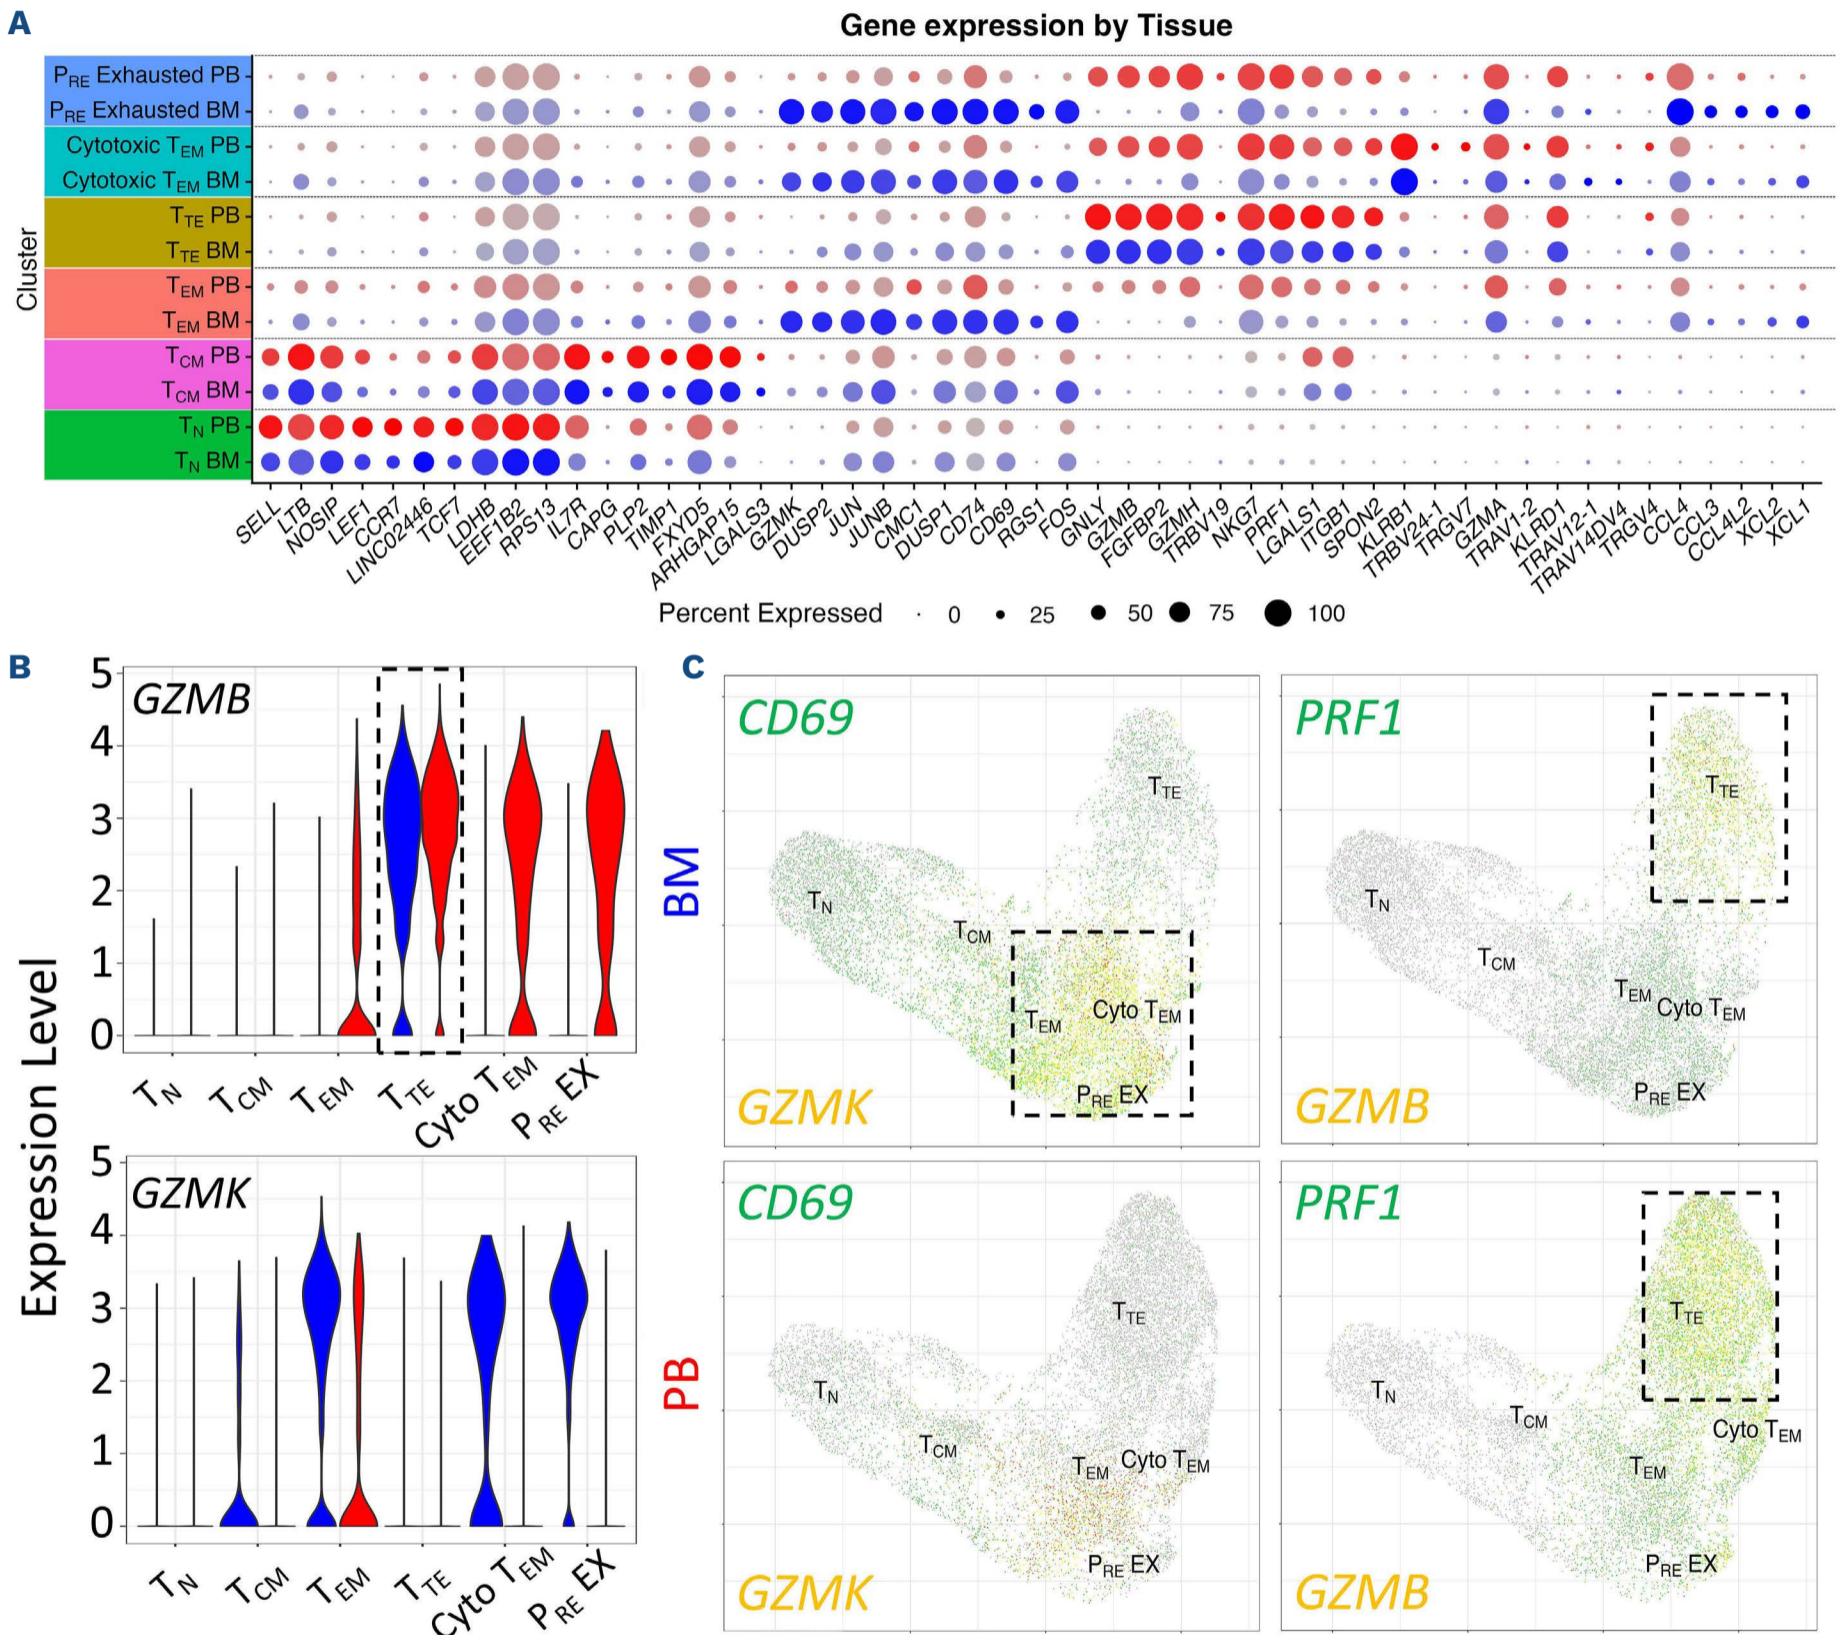 A
Gene expression by Tissue
Cluster
PRE Exhausted PB
PRE Exhausted BM
Cytotoxic TEM PB
Cytotoxic TEM BM
TTE PB
TTE BM
TEM PB
TEM BM
TCM PB
TCM BM
TN PB
TN BM
SELL LTB NOSIP LEF1 CCR7 LINC02446 TCF7 LDHB EEF1B2 RPS13 IL7R CAPG PLP2 TIMP1 FXYD5 ARHGAP15 LGALS3 GZMK DUSP2 JUN JUNB CMC1 DUSP1 CD74 CD69 RGS1 FOS GNLY GZMB FGFBP2 GZMH TRBV19 NKG7 PRF1 LGALS1 ITGB1 SPON2 KLRB1 TRBV24-1 TRGV7 GZMA TRAV1-2 KLRD1 TRAV12-1 TRAV14DV4 TRGV4 CCL4 CCL3 CCL4L2 XCL2 XCL1
Percent Expressed 0 25 50 75 100
B
Expression Level
GZMB
5
4
3
2
1
0
TN TCM TEM TTE Cyto TEM PRE EX
GZMK
5
4
3
2
1
0
TN TCM TEM TTE Cyto TEM PRE EX
C
BM
CD69
TTE
TN
TCM
Cyto TEM
TEM
PRE EX
GZMK
PRF1
TTE
TN
TCM
TEM
Cyto TEM
PRE EX
GZMB
PB
CD69
TTE
TN
TCM
Cyto TEM
TEM
PRE EX
GZMK
PRF1
TTE
TN
TCM
Cyto TEM
TEM
PRE EX
GZMB